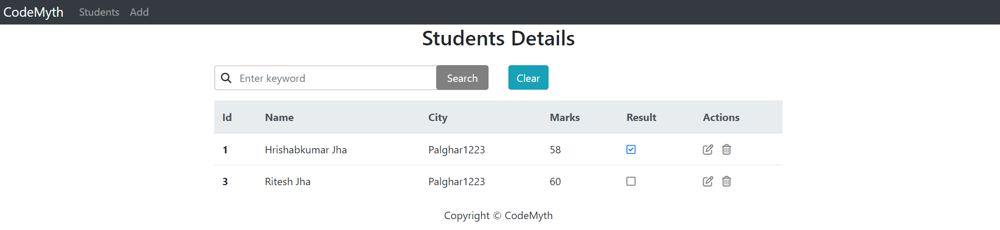 CodeMyth Students Add
Students Details
Enter keyword Search Clear
Id Name City Marks Result Actions
1 Hrishabkumar Jha Palghar1223 58
3 Ritesh Jha Palghar1223 60
Copyright © CodeMyth